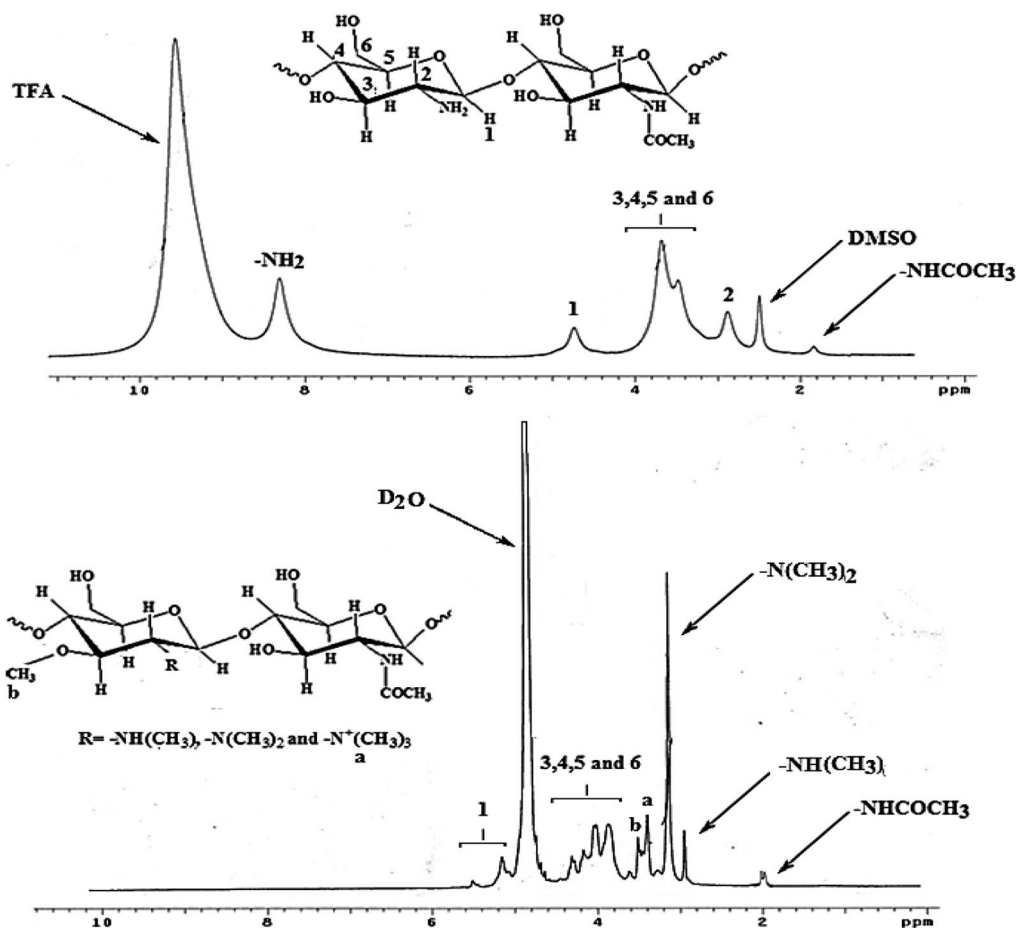 HO
HO
H 4 6 H
H
H
5 O
O
2
O
O
O
O
3
HO
H
NH2
H
HO
H
NH
H
H
1
H
COCH3
TFA
3,4,5 and 6
DMSO
-NH2
-NHCOCH3
1
2
10 8 6 4 2 ppm
D2O
-N(CH3)2
HO
HO
H
H
O
H
H
O
O
O
O
O
H
R
H
HO
H
NH
CH3
b
H
H
COCH3
R= -NH(CH3), -N(CH3)2 and -N+(CH3)3
a
3,4,5 and 6
-NH(CH3)
1
a
b
-NHCOCH3
10 8 6 4 2 ppm